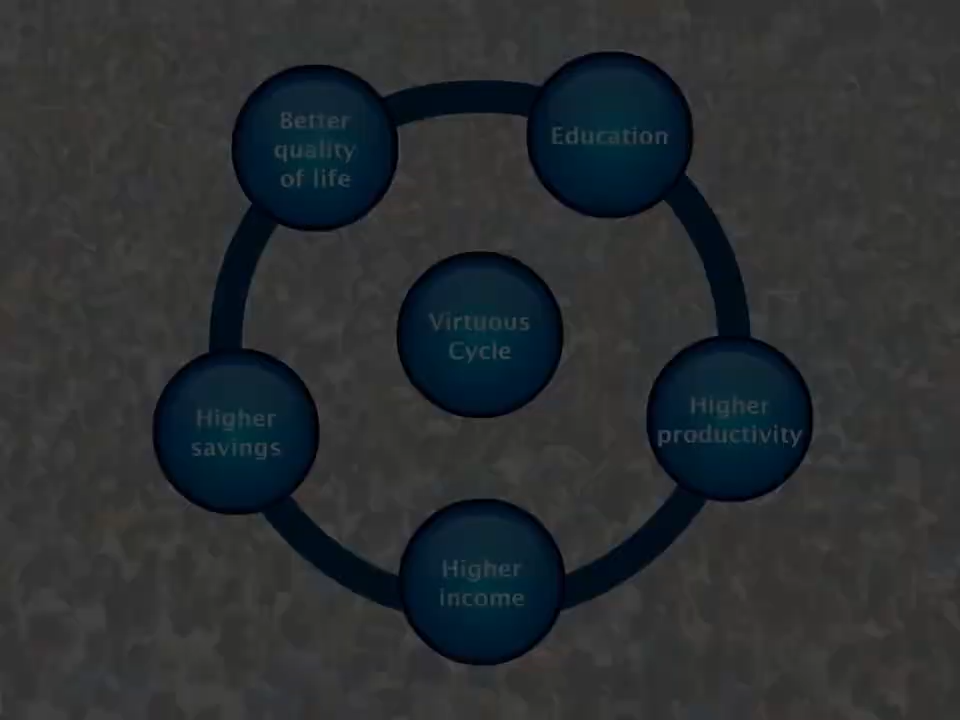 Better
quality
of life
Education
Virtuous
Cycle
Higher
savings
Higher
productivity
Higher
income